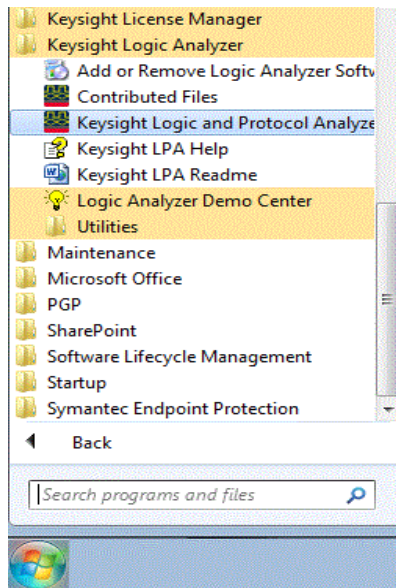 Keysight License Manager
Keysight Logic Analyzer
Add or Remove Logic Analyzer Softw
Contributed Files
Keysight Logic and Protocol Analyze
Keysight LPA Help
Keysight LPA Readme
Logic Analyzer Demo Center
Utilities
Maintenance
Microsoft Office
PGP
SharePoint
Software Lifecycle Management
Startup
Symantec Endpoint Protection
Back
Search programs and files